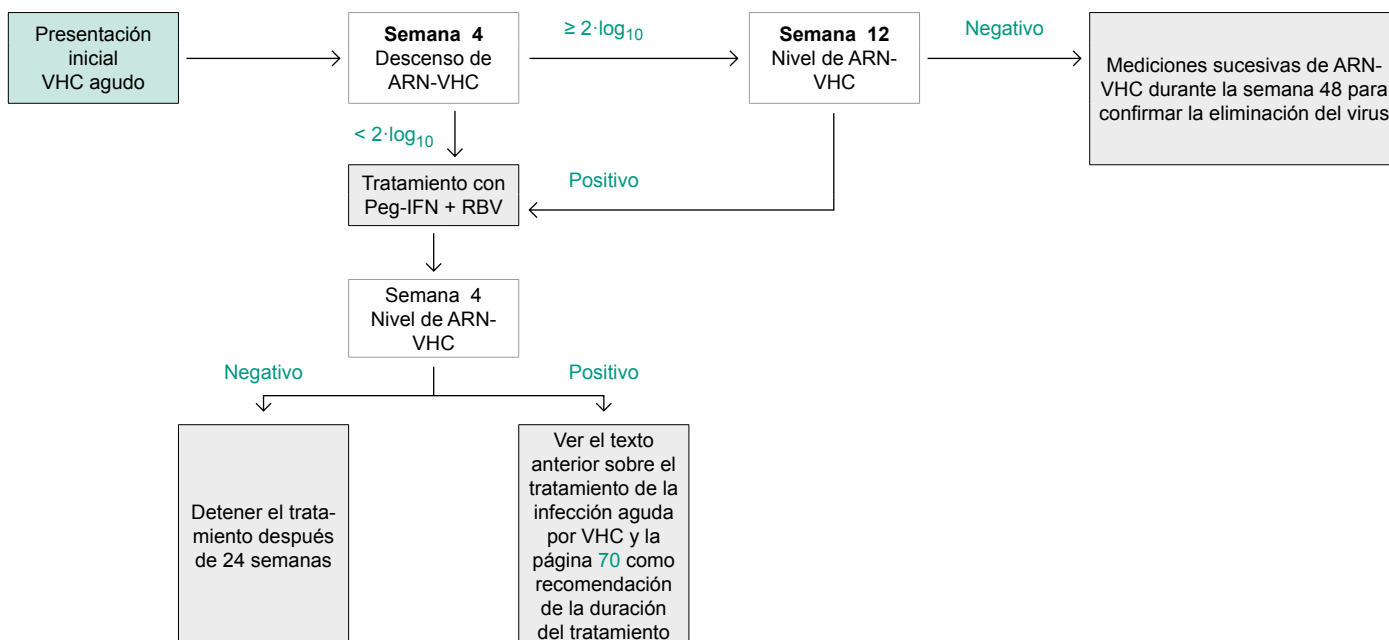 Presentación
inicial
VHC agudo
Semana 4
Descenso de
ARN-VHC
≥ 2·log10
Semana 12
Nivel de ARN-
VHC
Negativo
Mediciones sucesivas de ARN-
VHC durante la semana 48 para
confirmar la eliminación del virus
< 2·log10
Tratamiento con
Peg-IFN + RBV
Positivo
Semana 4
Nivel de ARN-
VHC
Negativo
Positivo
Detener el trata-
miento después
de 24 semanas
Ver el texto
anterior sobre el
tratamiento de la
infección aguda
por VHC y la
página 70 como
recomendación
de la duración
del tratamiento